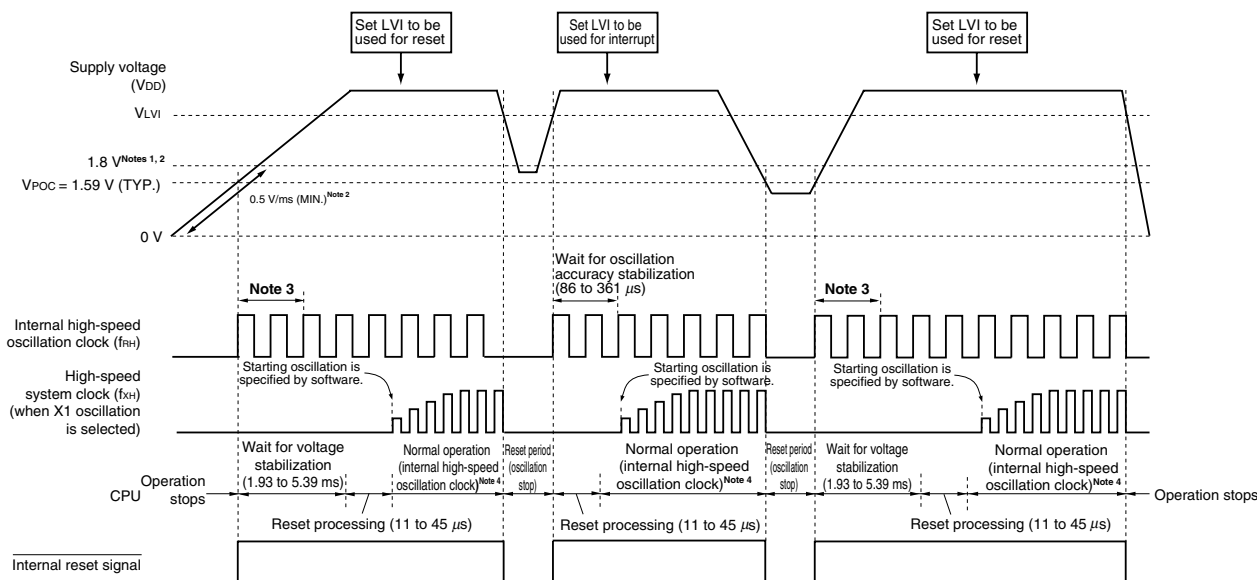 Set LVI to be
used for reset
Set LVI to be
used for interrupt
Set LVI to be
used for reset
Supply voltage
(VDD)
VLVI
1.8 V Notes 1, 2
VPOC = 1.59 V (TYP.)
0.5 V/ms (MIN.) Note 2
0 V
Wait for oscillation
accuracy stabilization
(86 to 361 μs)
Note 3
Note 3
Internal high-speed
oscillation clock (fRH)
Starting oscillation is
specified by software.
Starting oscillation is
specified by software.
Starting oscillation is
specified by software.
High-speed
system clock (fXH)
(when X1 oscillation
is selected)
Wait for voltage
stabilization
(1.93 to 5.39 ms)
Normal operation
(internal high-speed
oscillation clock) Note 4
Reset period
(oscillation
stop)
Normal operation
(internal high-speed
oscillation clock) Note 4
Reset period
(oscillation
stop)
Wait for voltage
stabilization
(1.93 to 5.39 ms)
Normal operation
(internal high-speed
oscillation clock) Note 4
CPU
Operation
stops
Operation stops
Reset processing (11 to 45 μs)
Reset processing (11 to 45 μs)
Reset processing (11 to 45 μs)
Internal reset signal